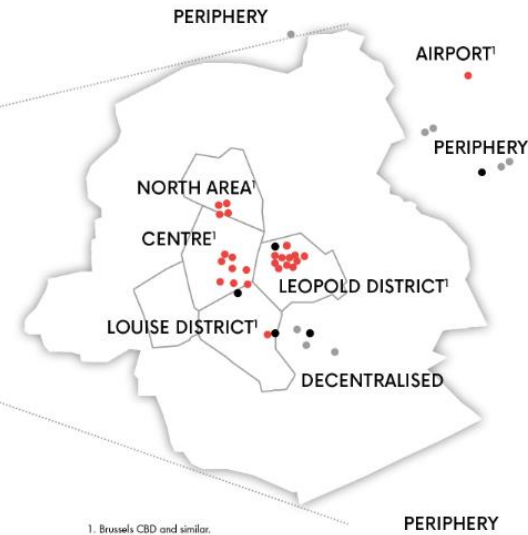 PERIPHERY
AIRPORT¹
PERIPHERY
NORTH AREA¹
CENTRE¹
LEOPOLD DISTRICT¹
LOUISE DISTRICT¹
DECENTRALISED
PERIPHERY
1. Brussels CBD and similar.